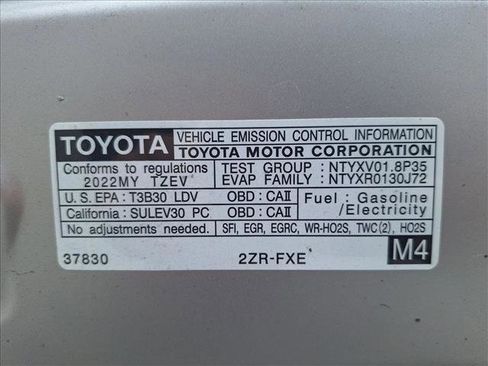 TOYOTA VEHICLE EMISSION CONTROL INFORMATION
TOYOTA MOTOR CORPORATION
Conforms to regulations TEST GROUP : NTYXV01.8P35
2022MY TZEV EVAP FAMILY : NTYXR0130J72
U.S. EPA : T3B30 LDV OBD : CAII Fuel : Gasoline
California : SULEV30 PC OBD : CAII /Electricity
No adjustments needed. SFI, EGR, EGRC, WR-HO2S, TWC(2), HO2S
37830 2ZR-FXE M4